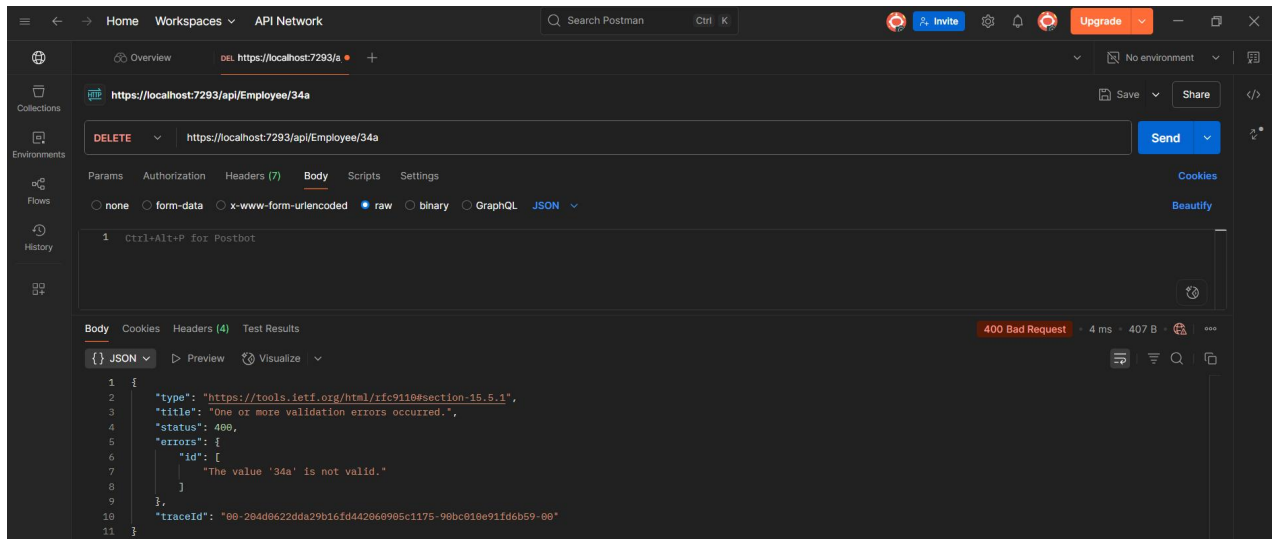 Home Workspaces API Network Search Postman Ctrl K Invite Upgrade
Overview DEL https://localhost:7293/a No environment
Collections
HTTP https://localhost:7293/api/Employee/34a Save Share
DELETE https://localhost:7293/api/Employee/34a Send
Environments
Params Authorization Headers (7) Body Scripts Settings Cookies
Flows
none form-data x-www-form-urlencoded raw binary GraphQL JSON Beautify
History
1 Ctrl+Alt+P for Postbot
Body Cookies Headers (4) Test Results 400 Bad Request 4 ms 407 B
{} JSON Preview Visualize
1 {
2 "type": "https://tools.ietf.org/html/rfc9110#section-15.5.1",
3 "title": "One or more validation errors occurred.",
4 "status": 400,
5 "errors": {
6 "id": [
7 "The value '34a' is not valid."
8 ]
9 },
10 "traceId": "00-204d0622dda29b16fd442060905c1175-90bc010e91fd6b59-00"
11 }